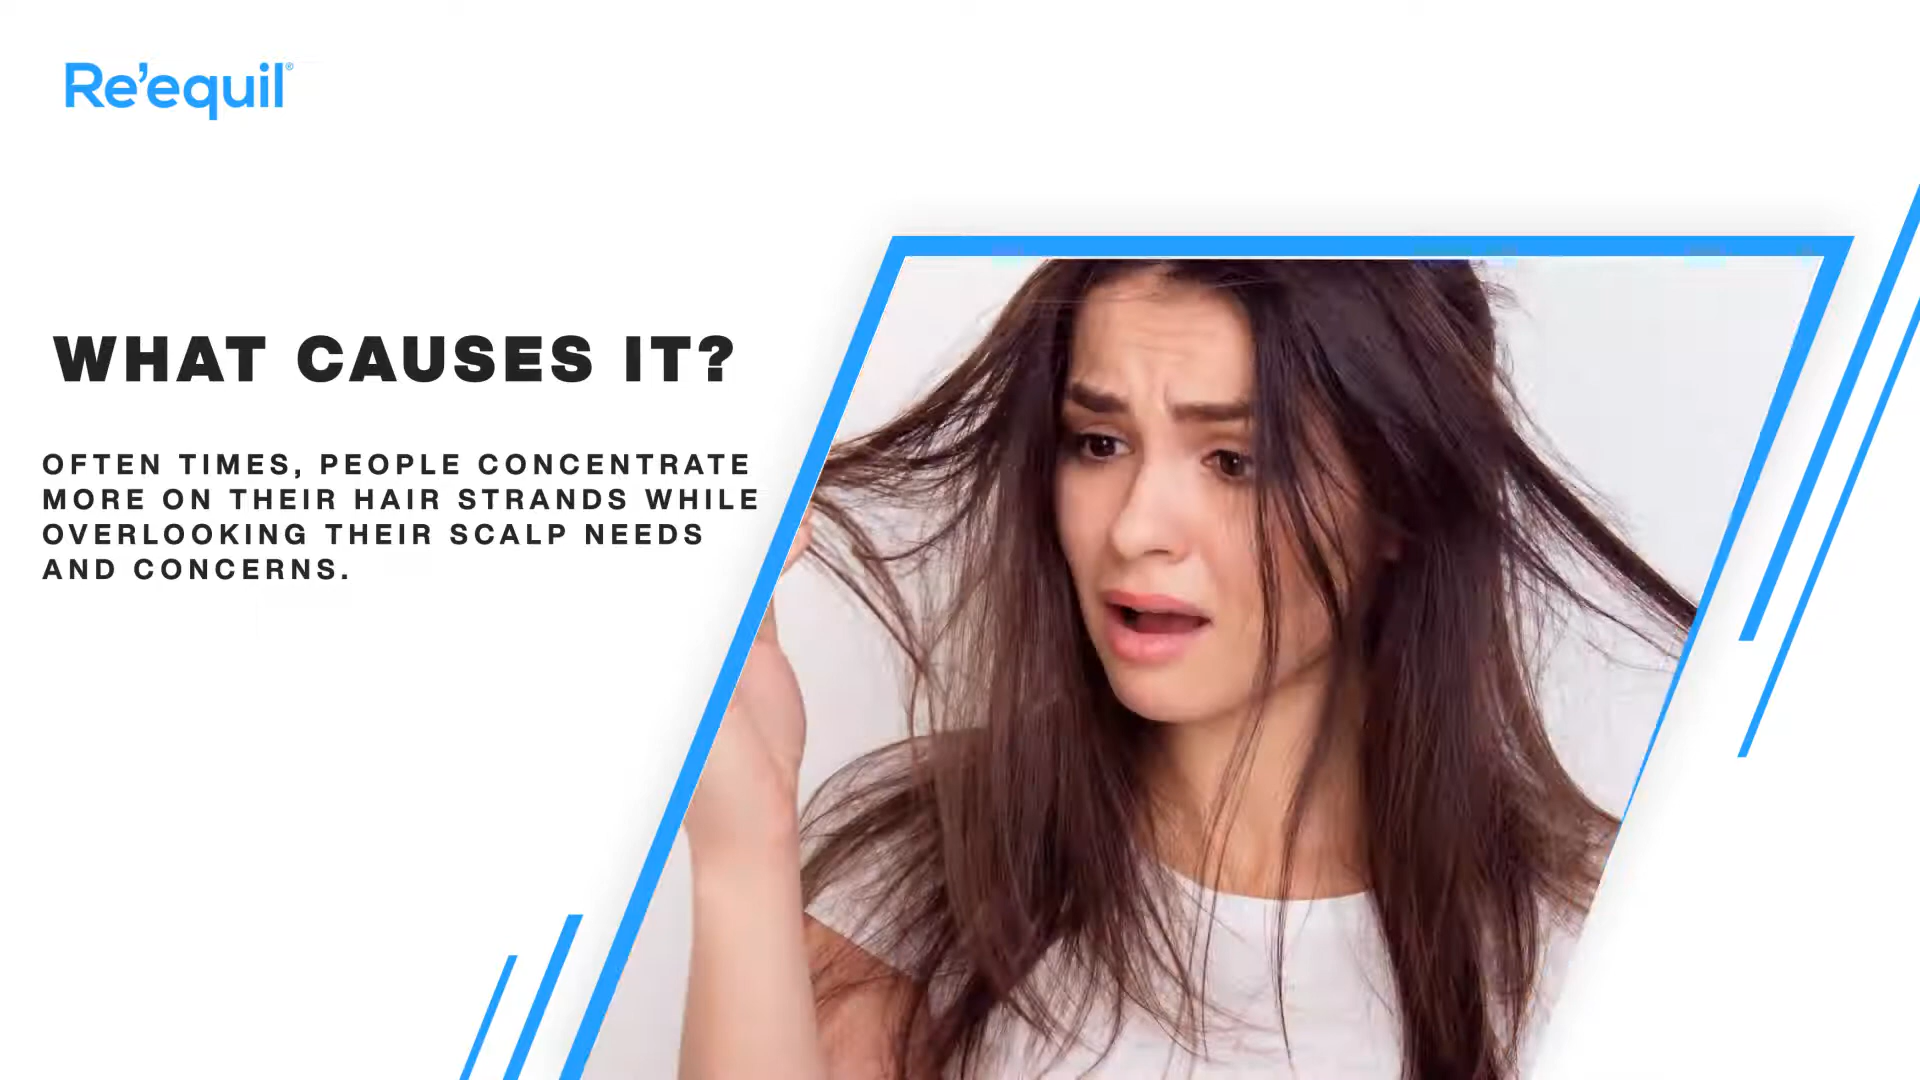 Re'equil®
WHAT CAUSES IT?
OFTEN TIMES, PEOPLE CONCENTRATE
MORE ON THEIR HAIR STRANDS WHILE
OVERLOOKING THEIR SCALP NEEDS
AND CONCERNS.